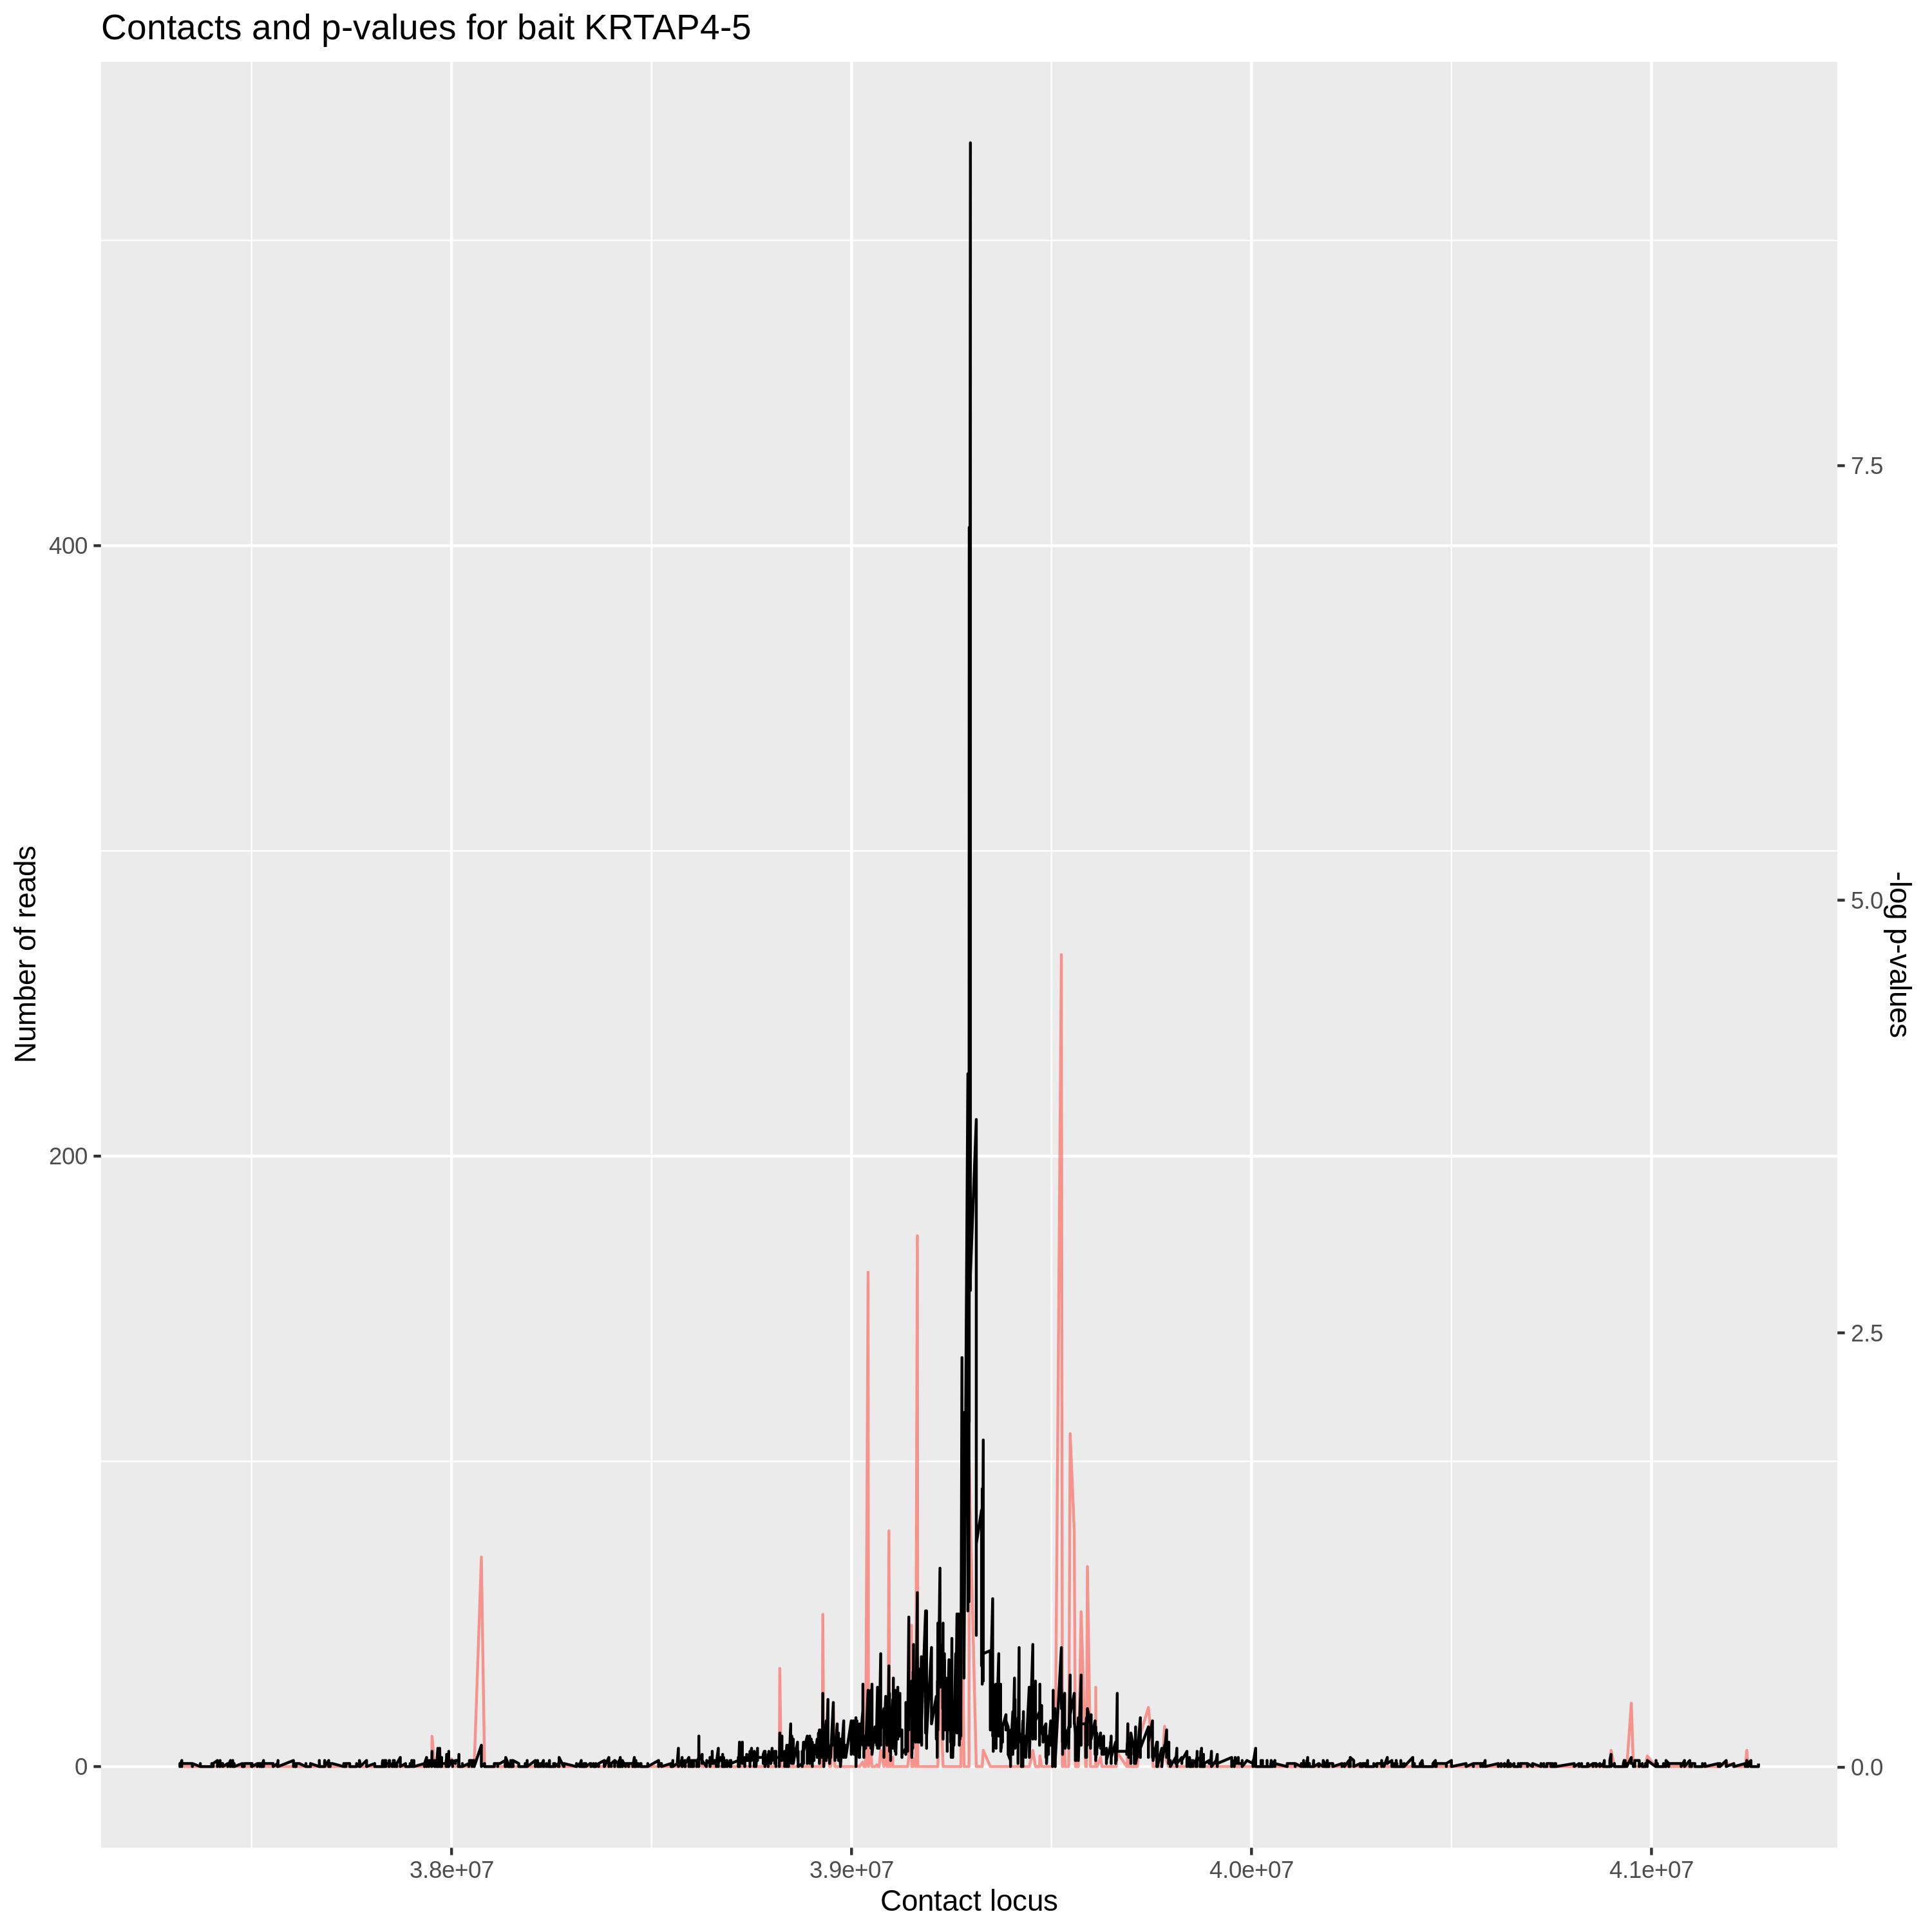 Contacts and p-values for bait KRTAP4-5
Number of reads
400
200
0
7.5
5.0
2.5
0.0
-log p-values
3.8e+07
3.9e+07
4.0e+07
4.1e+07
Contact locus